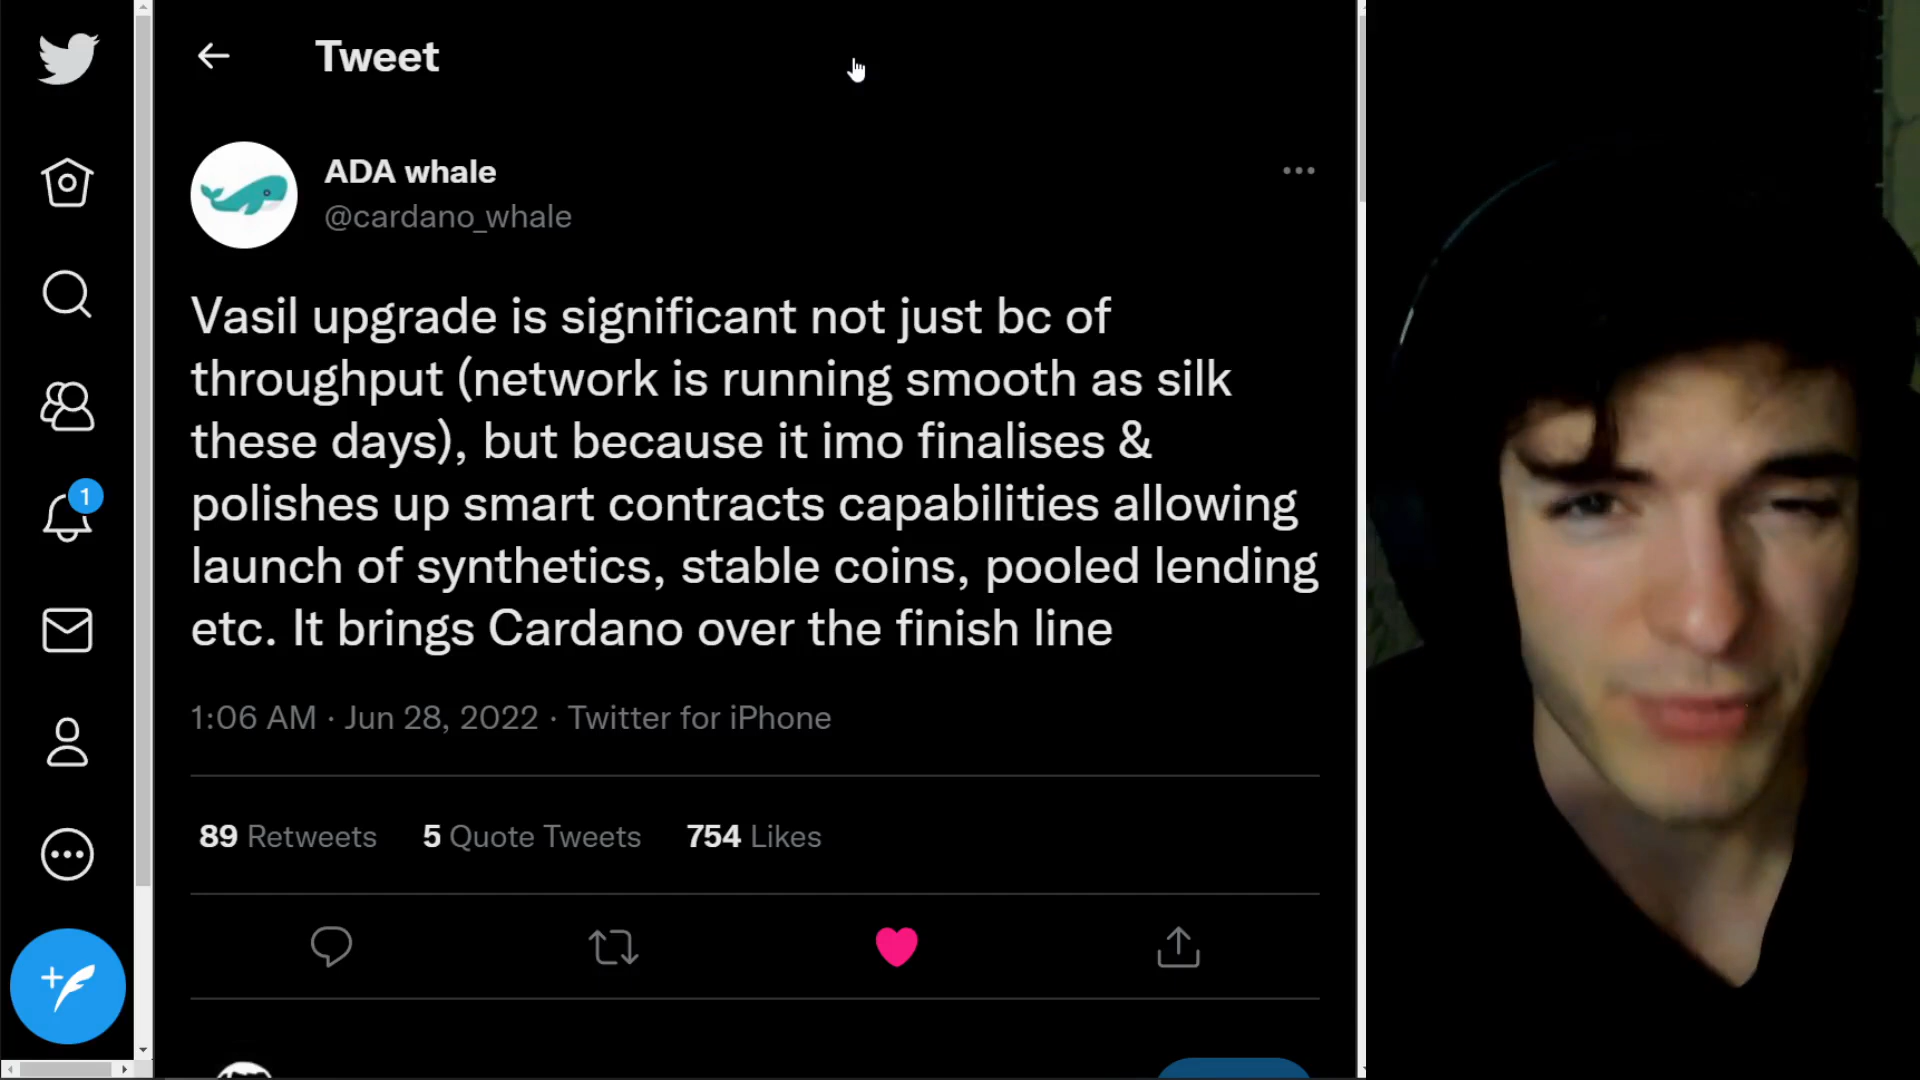 Tweet
ADA whale
@cardano_whale
Vasil upgrade is significant not just bc of
throughput (network is running smooth as silk
these days), but because it imo finalises &
polishes up smart contracts capabilities allowing
launch of synthetics, stable coins, pooled lending
etc. It brings Cardano over the finish line
1
1:06 AM · Jun 28, 2022 · Twitter for iPhone
89 Retweets 5 Quote Tweets 754 Likes